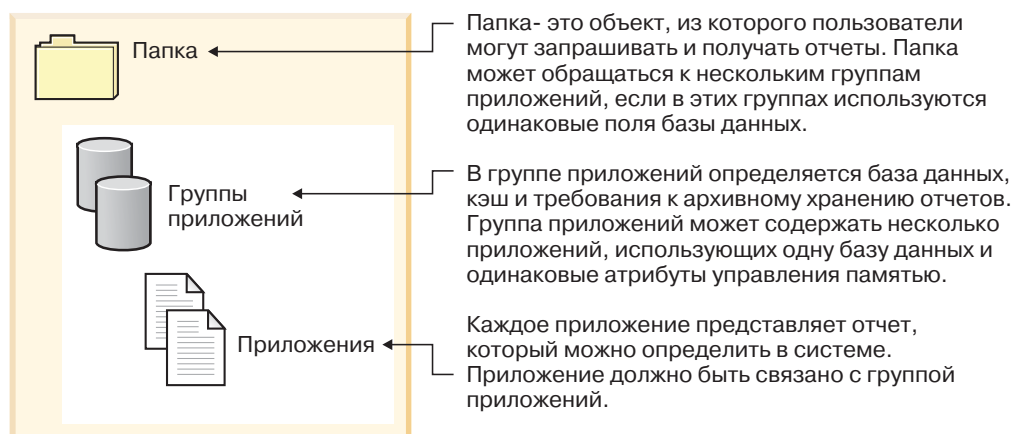 Папка
Папка- это объект, из которого пользователи
могут запрашивать и получать отчеты. Папка
может обращаться к нескольким группам
приложений, если в этих группах используются
одинаковые поля базы данных.
Группы
приложений
В группе приложений определяется база данных,
кэш и требования к архивному хранению отчетов.
Группа приложений может содержать несколько
приложений, использующих одну базу данных и
одинаковые атрибуты управления памятью.
Приложения
Каждое приложение представляет отчет,
который можно определить в системе.
Приложение должно быть связано с группой
приложений.